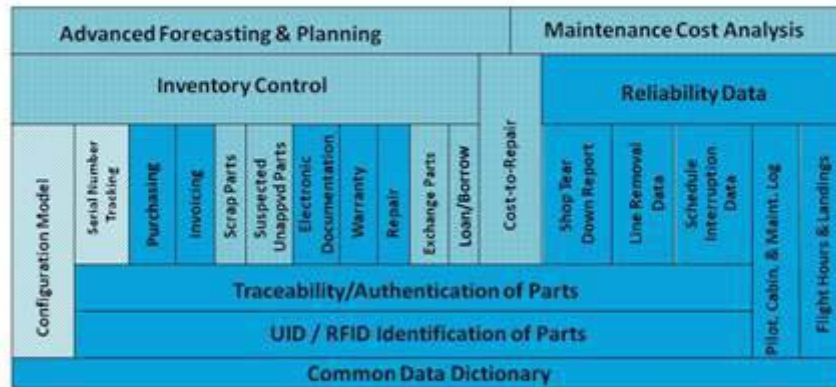 Advanced Forecasting & Planning
Maintenance Cost Analysis
Inventory Control
Reliability Data
Configuration Model
Serial Number
Tracking
Purchasing
Invoicing
Scrap Parts
Suspected
Unappvd Parts
Electronic
Documentation
Warranty
Repair
Exchange Parts
Loan/Borrow
Cost-to-Repair
Shop Tear
Down Report
Line Removal
Data
Schedule
Interruption
Data
Pilot, Cabin, & Maint. Log
Flight Hours & Landings
Traceability/Authentication of Parts
UID / RFID Identification of Parts
Common Data Dictionary